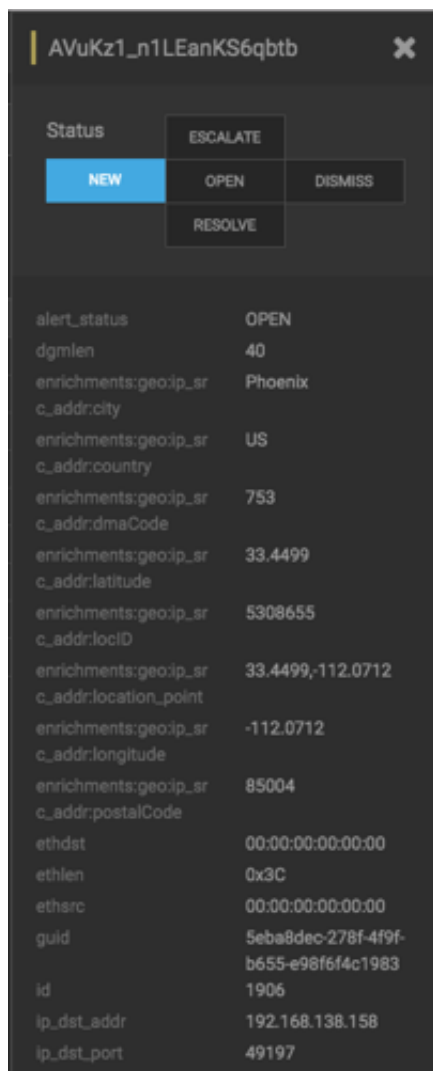 AVuKz1_n1LEanKS6qbtb
Status
ESCALATE
NEW OPEN DISMISS
RESOLVE
alert_status OPEN
dgmlen 40
enrichments:geo:ip_sr Phoenix
c_addr:city
enrichments:geo:ip_sr US
c_addr:country
enrichments:geo:ip_sr 753
c_addr:dmaCode
enrichments:geo:ip_sr 33.4499
c_addr:latitude
enrichments:geo:ip_sr 5308655
c_addr:locID
enrichments:geo:ip_sr 33.4499,-112.0712
c_addr:location_point
enrichments:geo:ip_sr -112.0712
c_addr:longitude
enrichments:geo:ip_sr 85004
c_addr:postalCode
ethdst 00:00:00:00:00:00
ethlen 0x3C
ethsrc 00:00:00:00:00:00
guid 5eba8dec-278f-4f9f-
b655-e98f6f4c1983
id 1906
ip_dst_addr 192.168.138.158
ip_dst_port 49197